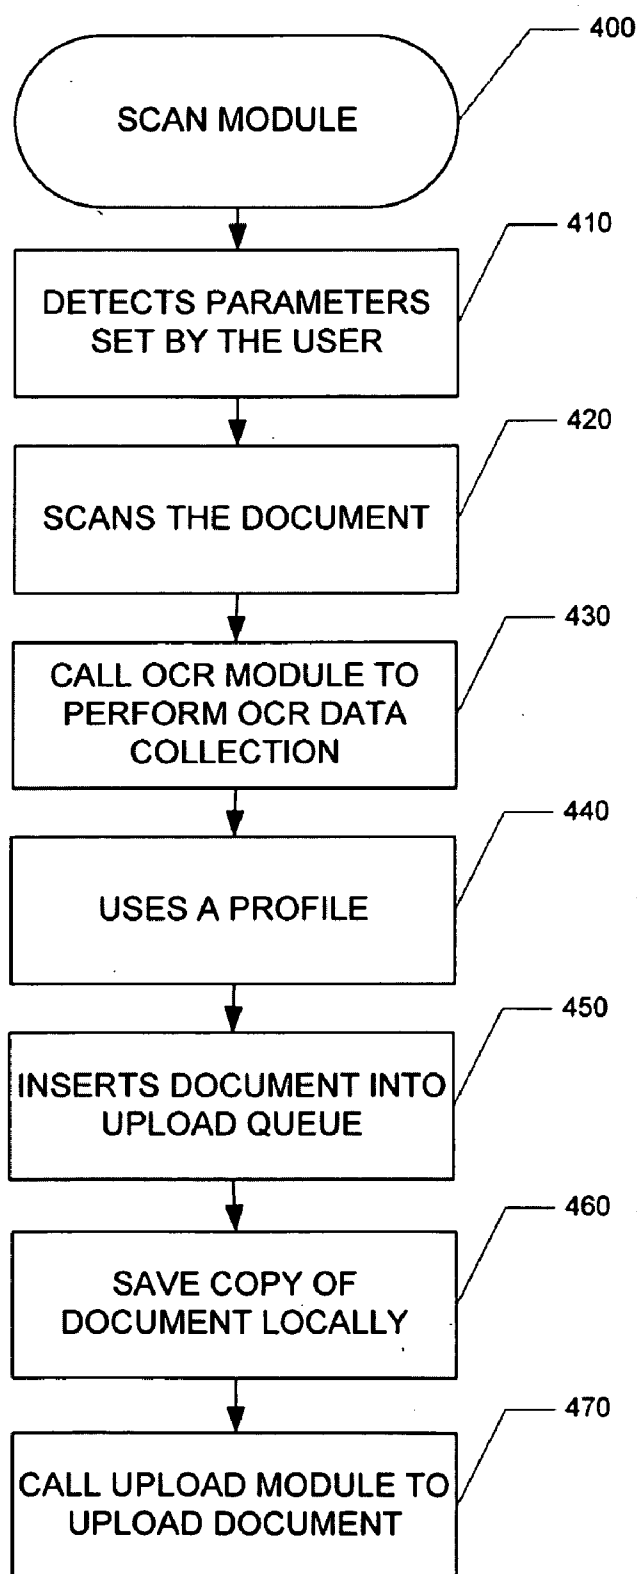 400
SCAN MODULE
410
DETECTS PARAMETERS
SET BY THE USER
420
SCANS THE DOCUMENT
430
CALL OCR MODULE TO
PERFORM OCR DATA
COLLECTION
440
USES A PROFILE
450
INSERTS DOCUMENT INTO
UPLOAD QUEUE
460
SAVE COPY OF
DOCUMENT LOCALLY
470
CALL UPLOAD MODULE TO
UPLOAD DOCUMENT